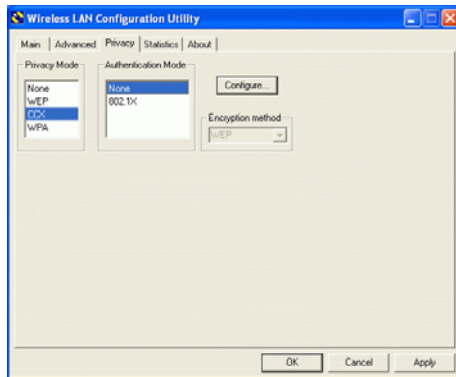 Wireless LAN Configuration Utility
Main Advanced Privacy Statistics About
Privacy Mode
None
WEP
CCX
WPA
Authentication Mode
None
802.1X
Configure...
Encryption method
WEP
OK Cancel Apply